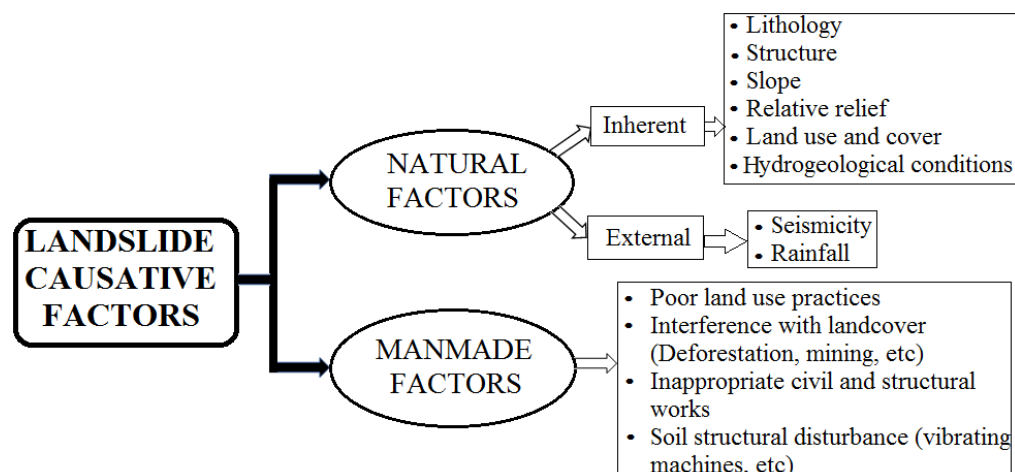 LANDSLIDE
CAUSATIVE
FACTORS
NATURAL
FACTORS
Inherent
• Lithology
• Structure
• Slope
• Relative relief
• Land use and cover
• Hydrogeological conditions
External
• Seismicity
• Rainfall
MANMADE
FACTORS
• Poor land use practices
• Interference with landcover
(Deforestation, mining, etc)
• Inappropriate civil and structural
works
• Soil structural disturbance (vibrating
machines, etc)